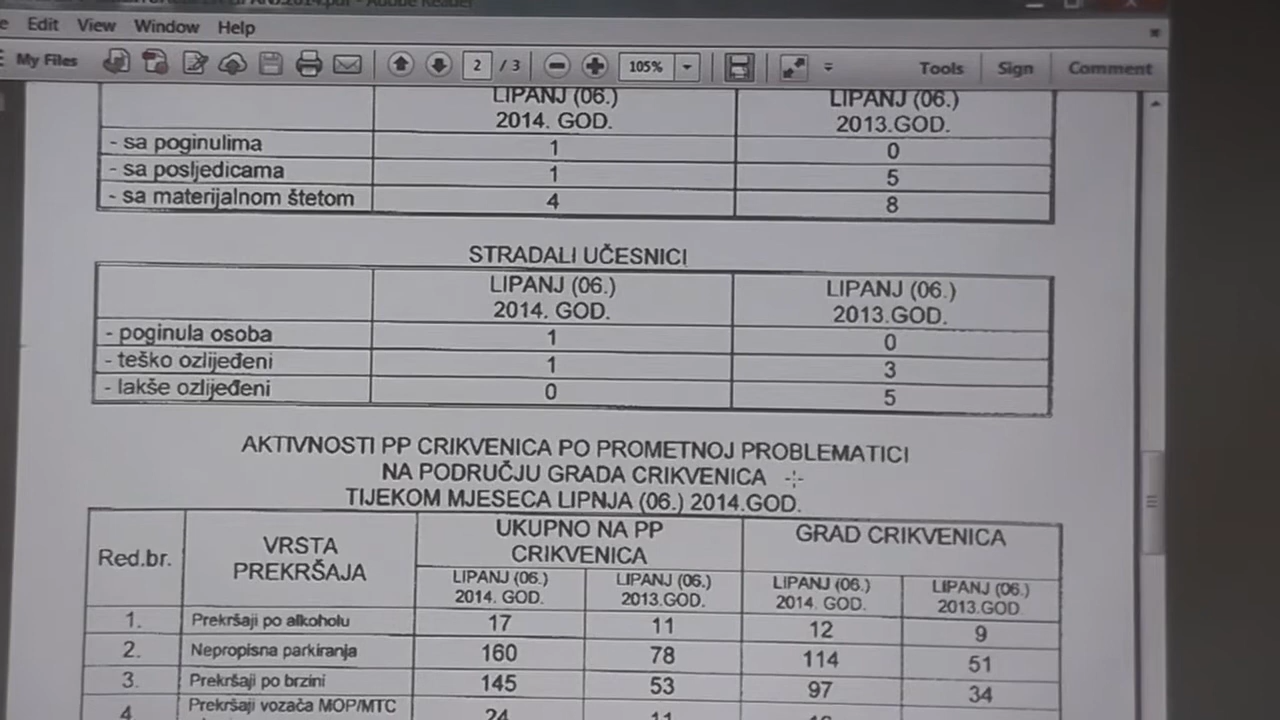 Edit View Window Help
My Files 2 / 3 105% Tools Sign Comment
LIPANJ (06.) LIPANJ (06.)
2014. GOD. 2013.GOD.
- sa poginulima 1 0
- sa posljedicama 1 5
- sa materijalnom štetom 4 8
STRADALI UČESNICI
LIPANJ (06.) LIPANJ (06.)
2014. GOD. 2013.GOD.
- poginula osoba 1 0
- teško ozlijeđeni 1 3
- lakše ozlijeđeni 0 5
AKTIVNOSTI PP CRIKVENICA PO PROMETNOJ PROBLEMATICI
NA PODRUČJU GRADA CRIKVENICA
TIJEKOM MJESECA LIPNJA (06.) 2014.GOD.
Red.br. VRSTA PREKRŠAJA UKUPNO NA PP CRIKVENICA GRAD CRIKVENICA
LIPANJ (06.) LIPANJ (06.) LIPANJ (06.) LIPANJ (06.)
2014. GOD. 2013.GOD. 2014. GOD. 2013.GOD.
1. Prekršaji po alkoholu 17 11 12 9
2. Nepropisna parkiranja 160 78 114 51
3. Prekršaji po brzini 145 53 97 34
4. Prekršaji vozača MOP/MTC 24 11